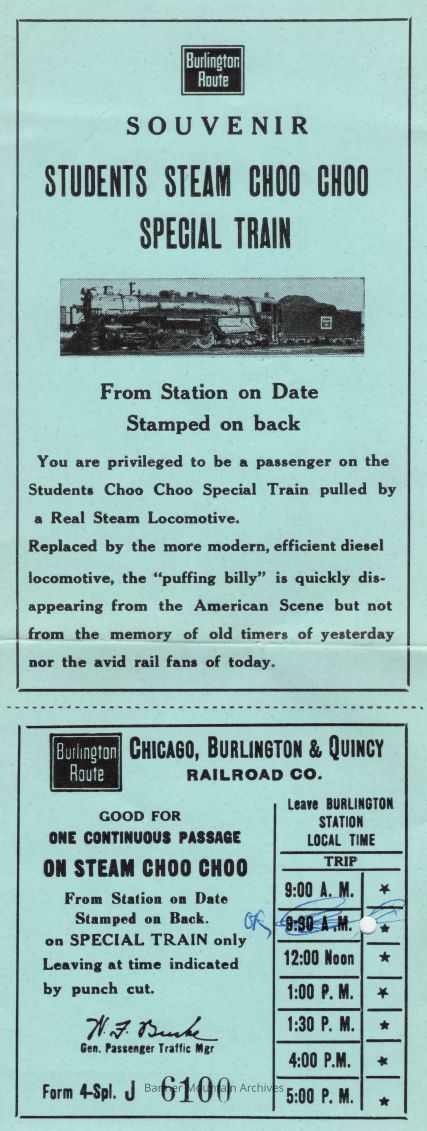 Burlington
Route
SOUVENIR
STUDENTS STEAM CHOO CHOO
SPECIAL TRAIN
From Station on Date
Stamped on back
You are privileged to be a passenger on the
Students Choo Choo Special Train pulled by
a Real Steam Locomotive.
Replaced by the more modern, efficient diesel
locomotive, the “puffing billy” is quickly dis-
appearing from the American Scene but not
from the memory of old timers of yesterday
nor the avid rail fans of today.
Burlington
Route
CHICAGO, BURLINGTON & QUINCY
RAILROAD CO.
GOOD FOR
ONE CONTINUOUS PASSAGE
ON STEAM CHOO CHOO
From Station on Date
Stamped on Back.
on SPECIAL TRAIN only
Leaving at time indicated
by punch cut.
W. F. Burke
Gen. Passenger Traffic Mgr
Form 4-Spl. J 6100
Leave BURLINGTON
STATION
LOCAL TIME
TRIP
9:00 A. M. ★
9:30 A.M. ★
12:00 Noon ★
1:00 P. M. ★
1:30 P. M. ★
4:00 P.M. ★
5:00 P. M. ★
Banner Mountain Archives